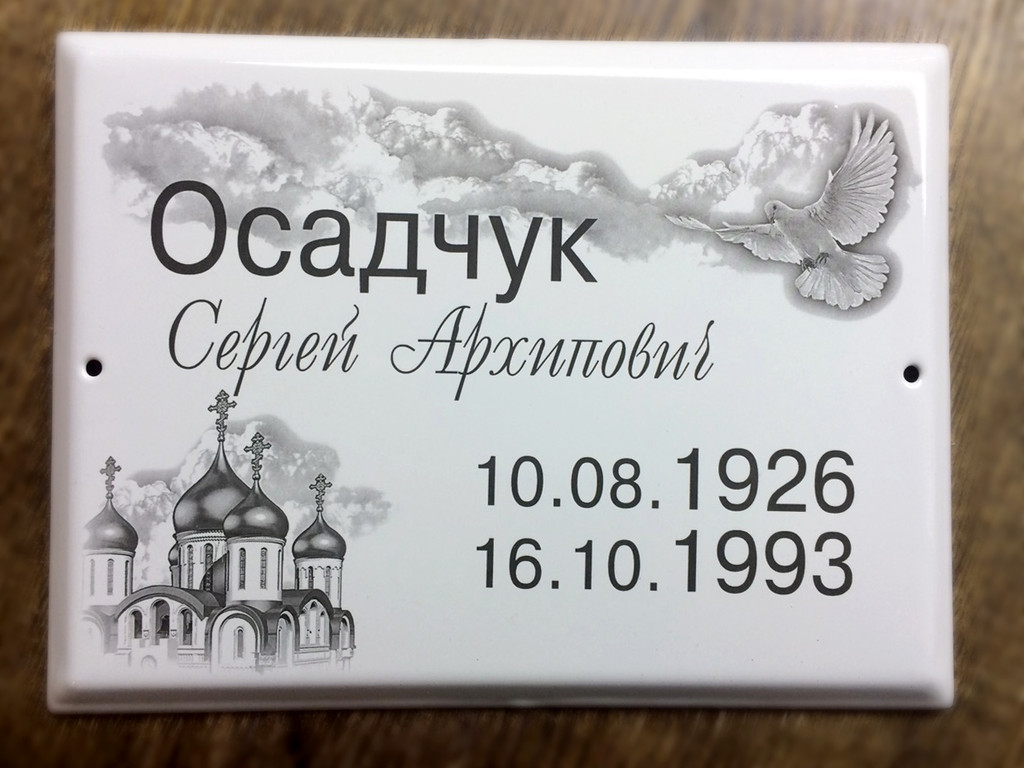 Осадчук
Сергей Архипович
10.08.1926
16.10.1993